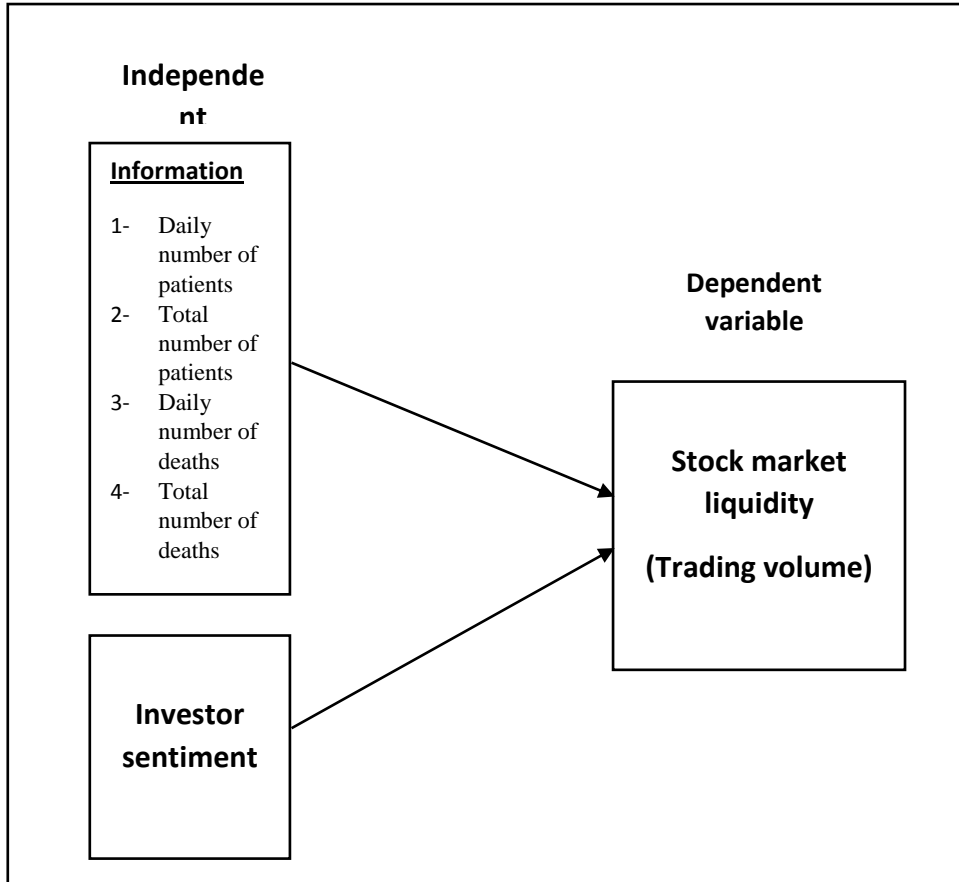 Independe
nt
Information
1- Daily
number of
patients
2- Total
number of
patients
3- Daily
number of
deaths
4- Total
number of
deaths
Dependent
variable
Stock market
liquidity
(Trading volume)
Investor
sentiment